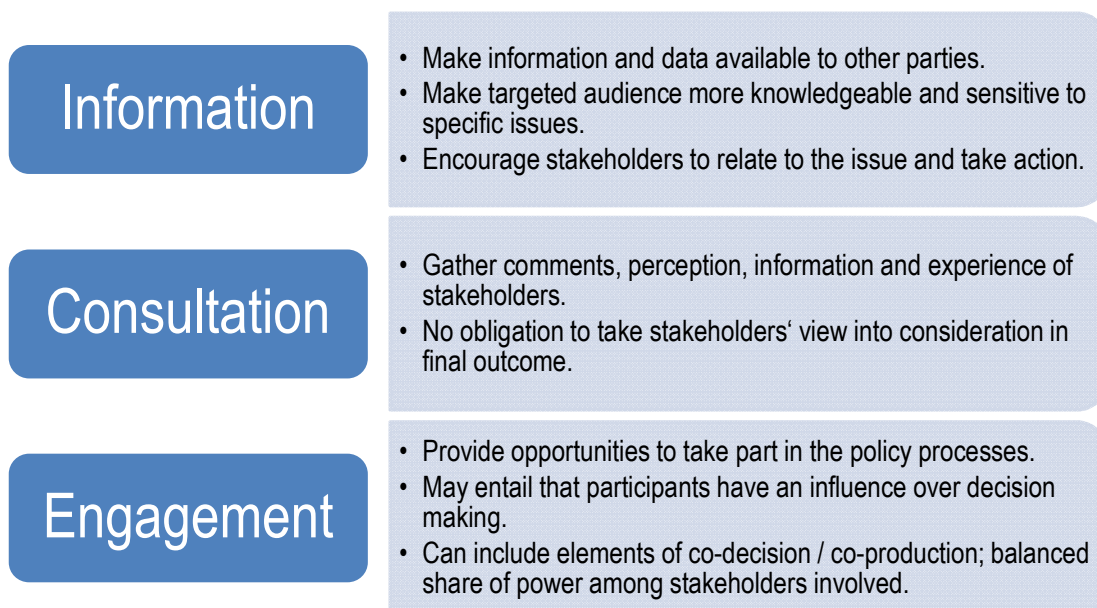 Information
• Make information and data available to other parties.
• Make targeted audience more knowledgeable and sensitive to
specific issues.
• Encourage stakeholders to relate to the issue and take action.
Consultation
• Gather comments, perception, information and experience of
stakeholders.
• No obligation to take stakeholders‘ view into consideration in
final outcome.
Engagement
• Provide opportunities to take part in the policy processes.
• May entail that participants have an influence over decision
making.
• Can include elements of co-decision / co-production; balanced
share of power among stakeholders involved.